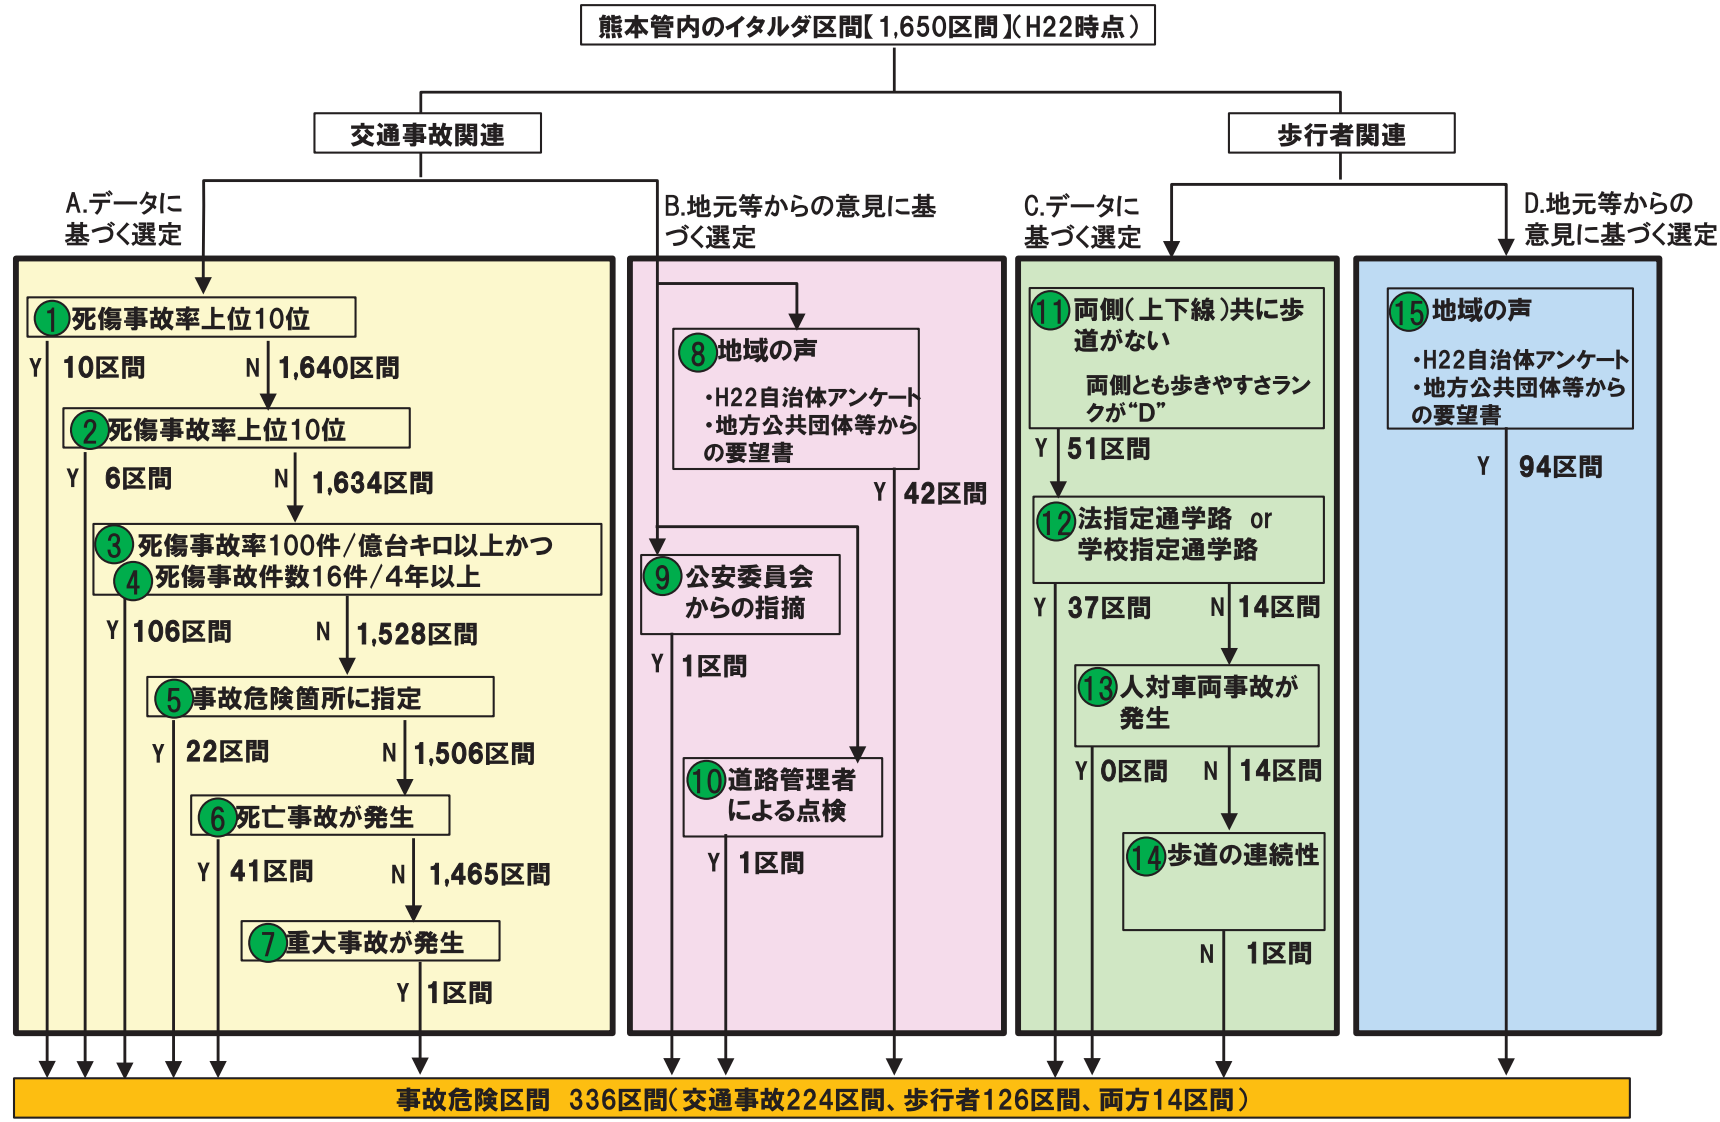 熊本管内のイタルダ区間【1,650区間】(H22時点)
交通事故関連
歩行者関連
A.データに
基づく選定
B.地元等からの意見に基
づく選定
C.データに
基づく選定
D.地元等からの
意見に基づく選定
1 死傷事故率上位10位
Y 10区間 N 1,640区間
2 死傷事故率上位10位
Y 6区間 N 1,634区間
3 死傷事故率100件/億台キロ以上かつ
4 死傷事故件数16件/4年以上
Y 106区間 N 1,528区間
5 事故危険箇所に指定
Y 22区間 N 1,506区間
6 死亡事故が発生
Y 41区間 N 1,465区間
7 重大事故が発生
Y 1区間
8 地域の声
・H22自治体アンケート
・地方公共団体等から
の要望書
Y 42区間
9 公安委員会
からの指摘
Y 1区間
10 道路管理者
による点検
Y 1区間
11 両側(上下線)共に歩
道がない
両側とも歩きやすさラン
クが“D”
Y 51区間
12 法指定通学路 or
学校指定通学路
Y 37区間 N 14区間
13 人対車両事故が
発生
Y 0区間 N 14区間
14 歩道の連続性
N 1区間
15 地域の声
・H22自治体アンケート
・地方公共団体等から
の要望書
Y 94区間
事故危険区間 336区間(交通事故224区間、歩行者126区間、両方14区間)